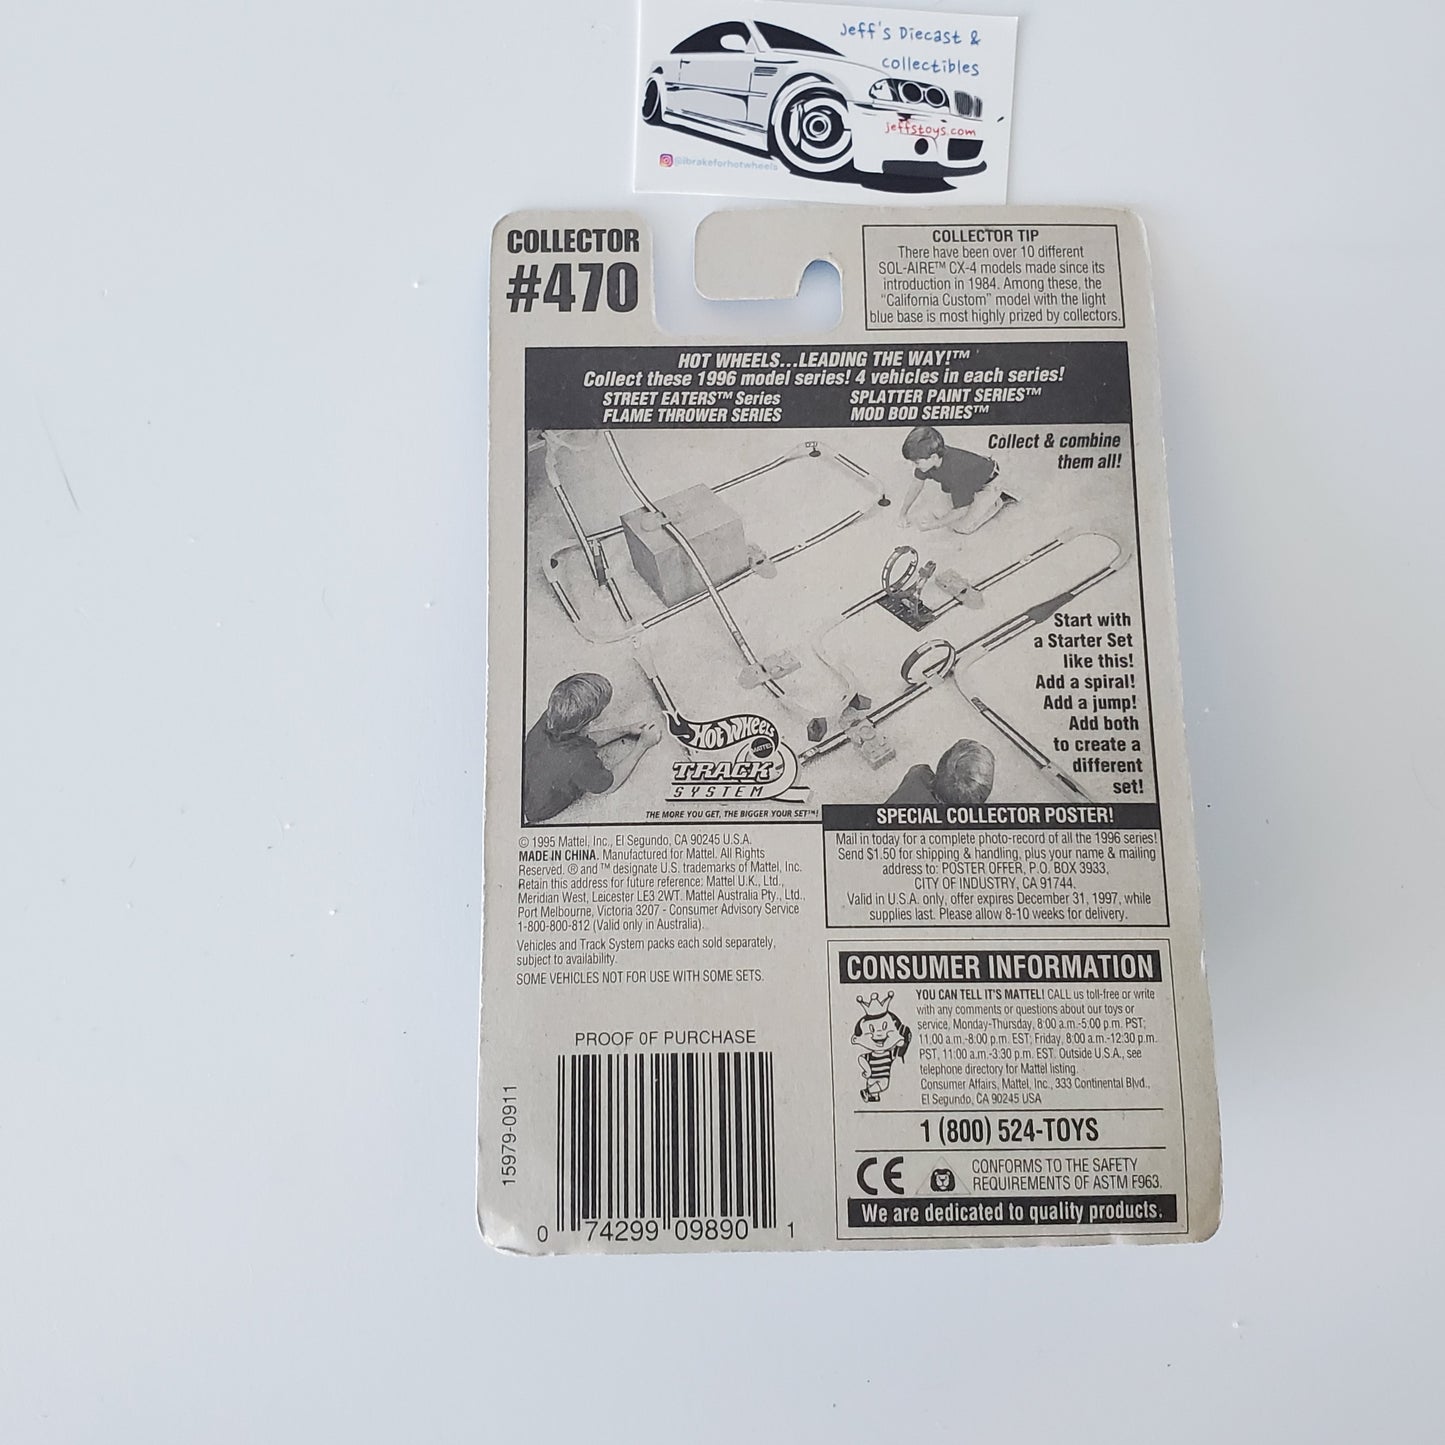 Jeff's Diecast &
collectibles
jeffstoys.com
@ibrakeforhotwheels
COLLECTOR
#470
COLLECTOR TIP
There have been over 10 different
SOL-AIRE™ CX-4 models made since its
introduction in 1984. Among these, the
"California Custom" model with the light
blue base is most highly prized by collectors.
HOT WHEELS...LEADING THE WAY!™
Collect these 1996 model series! 4 vehicles in each series!
STREET EATERS™ Series
SPLATTER PAINT SERIES™
FLAME THROWER SERIES
MOD BOD SERIES™
Collect & combine
them all!
Start with
a Starter Set
like this!
Add a spiral!
Add a jump!
Add both
to create a
different
set!
Hot Wheels
MATTEL
TRACK
SYSTEM
THE MORE YOU GET, THE BIGGER YOUR SET™!
© 1995 Mattel, Inc., El Segundo, CA 90245 U.S.A.
MADE IN CHINA. Manufactured for Mattel. All Rights
Reserved. ® and ™ designate U.S. trademarks of Mattel, Inc.
Retain this address for future reference: Mattel U.K., Ltd.,
Meridian West, Leicester LE3 2WT. Mattel Australia Pty., Ltd.,
Port Melbourne, Victoria 3207 - Consumer Advisory Service
1-800-800-812 (Valid only in Australia).
Vehicles and Track System packs each sold separately,
subject to availability.
SOME VEHICLES NOT FOR USE WITH SOME SETS.
SPECIAL COLLECTOR POSTER!
Mail in today for a complete photo-record of all the 1996 series!
Send $1.50 for shipping & handling, plus your name & mailing
address to: POSTER OFFER, P.O. BOX 3933,
CITY OF INDUSTRY, CA 91744.
Valid in U.S.A. only, offer expires December 31, 1997, while
supplies last. Please allow 8-10 weeks for delivery.
CONSUMER INFORMATION
YOU CAN TELL IT'S MATTEL! CALL us toll-free or write
with any comments or questions about our toys or
service, Monday-Thursday, 8:00 a.m.-5:00 p.m. PST;
11:00 a.m.-8:00 p.m. EST; Friday, 8:00 a.m.-12:30 p.m.
PST, 11:00 a.m.-3:30 p.m. EST. Outside U.S.A., see
telephone directory for Mattel listing.
Consumer Affairs, Mattel, Inc., 333 Continental Blvd.,
El Segundo, CA 90245 USA
1 (800) 524-TOYS
CE
CONFORMS TO THE SAFETY
REQUIREMENTS OF ASTM F963.
We are dedicated to quality products.
PROOF OF PURCHASE
15979-0911
0 74299 09890 1